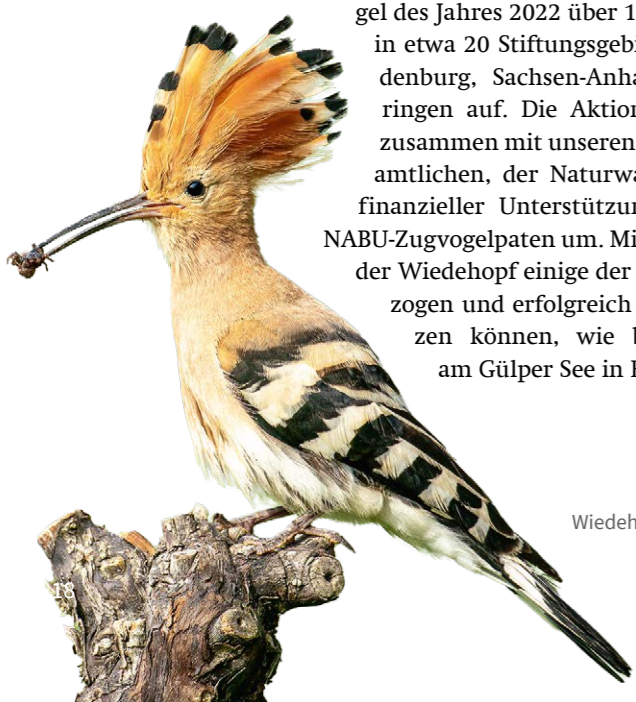 gel des Jahres 2022 über 1
in etwa 20 Stiftungsgebi
denburg, Sachsen-Anha
ringen auf. Die Aktion
zusammen mit unseren
amtlichen, der Naturwa
finanzieller Unterstützun
NABU-Zugvogelpaten um. Mi
der Wiedehopf einige der
zogen und erfolgreich
zen können, wie b
am Gülper See in
Wiedeh
18